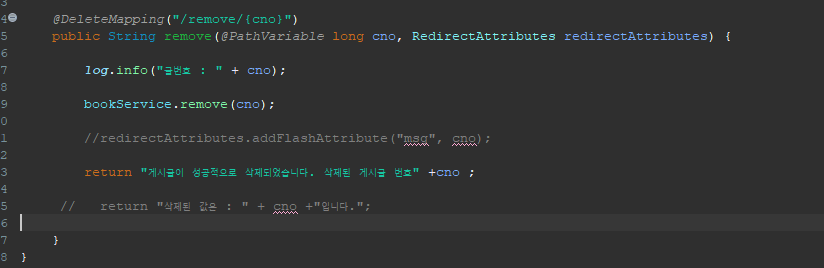 3
4 @DeleteMapping("/remove/{cno}")
5 public String remove(@PathVariable long cno, RedirectAttributes redirectAttributes) {
6
7 log.info("글번호 : " + cno);
8
9 bookService.remove(cno);
0
1 //redirectAttributes.addFlashAttribute("msg", cno);
2
3 return "게시글이 성공적으로 삭제되었습니다. 삭제된 게시글 번호" +cno ;
4
5 // return "삭제된 값은 : " + cno +"입니다.";
6
7 }
8 }